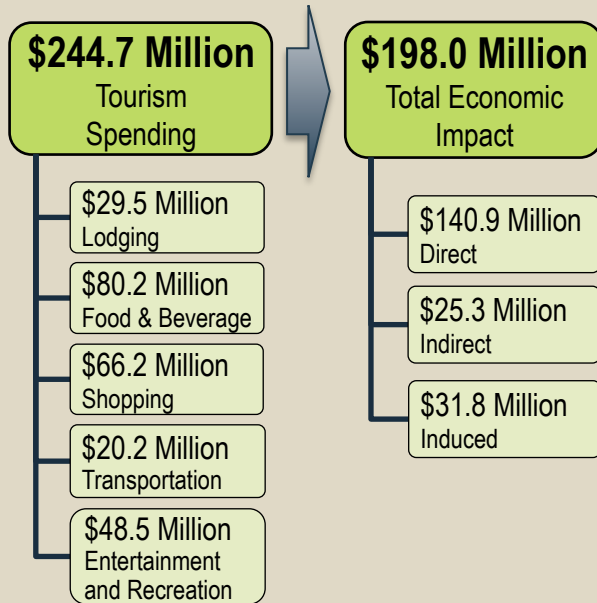 $244.7 Million
Tourism
Spending
$29.5 Million
Lodging
$80.2 Million
Food & Beverage
$66.2 Million
Shopping
$20.2 Million
Transportation
$48.5 Million
Entertainment
and Recreation
$198.0 Million
Total Economic
Impact
$140.9 Million
Direct
$25.3 Million
Indirect
$31.8 Million
Induced